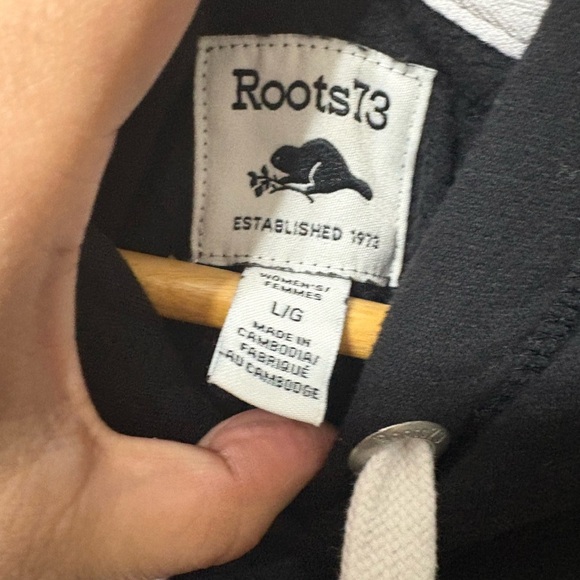 Roots73
ESTABLISHED 1973
WOMEN'S/
FEMMES
L/G
MADE IN
CAMBODIA/
FABRIQUÉ
AU CAMBODGE